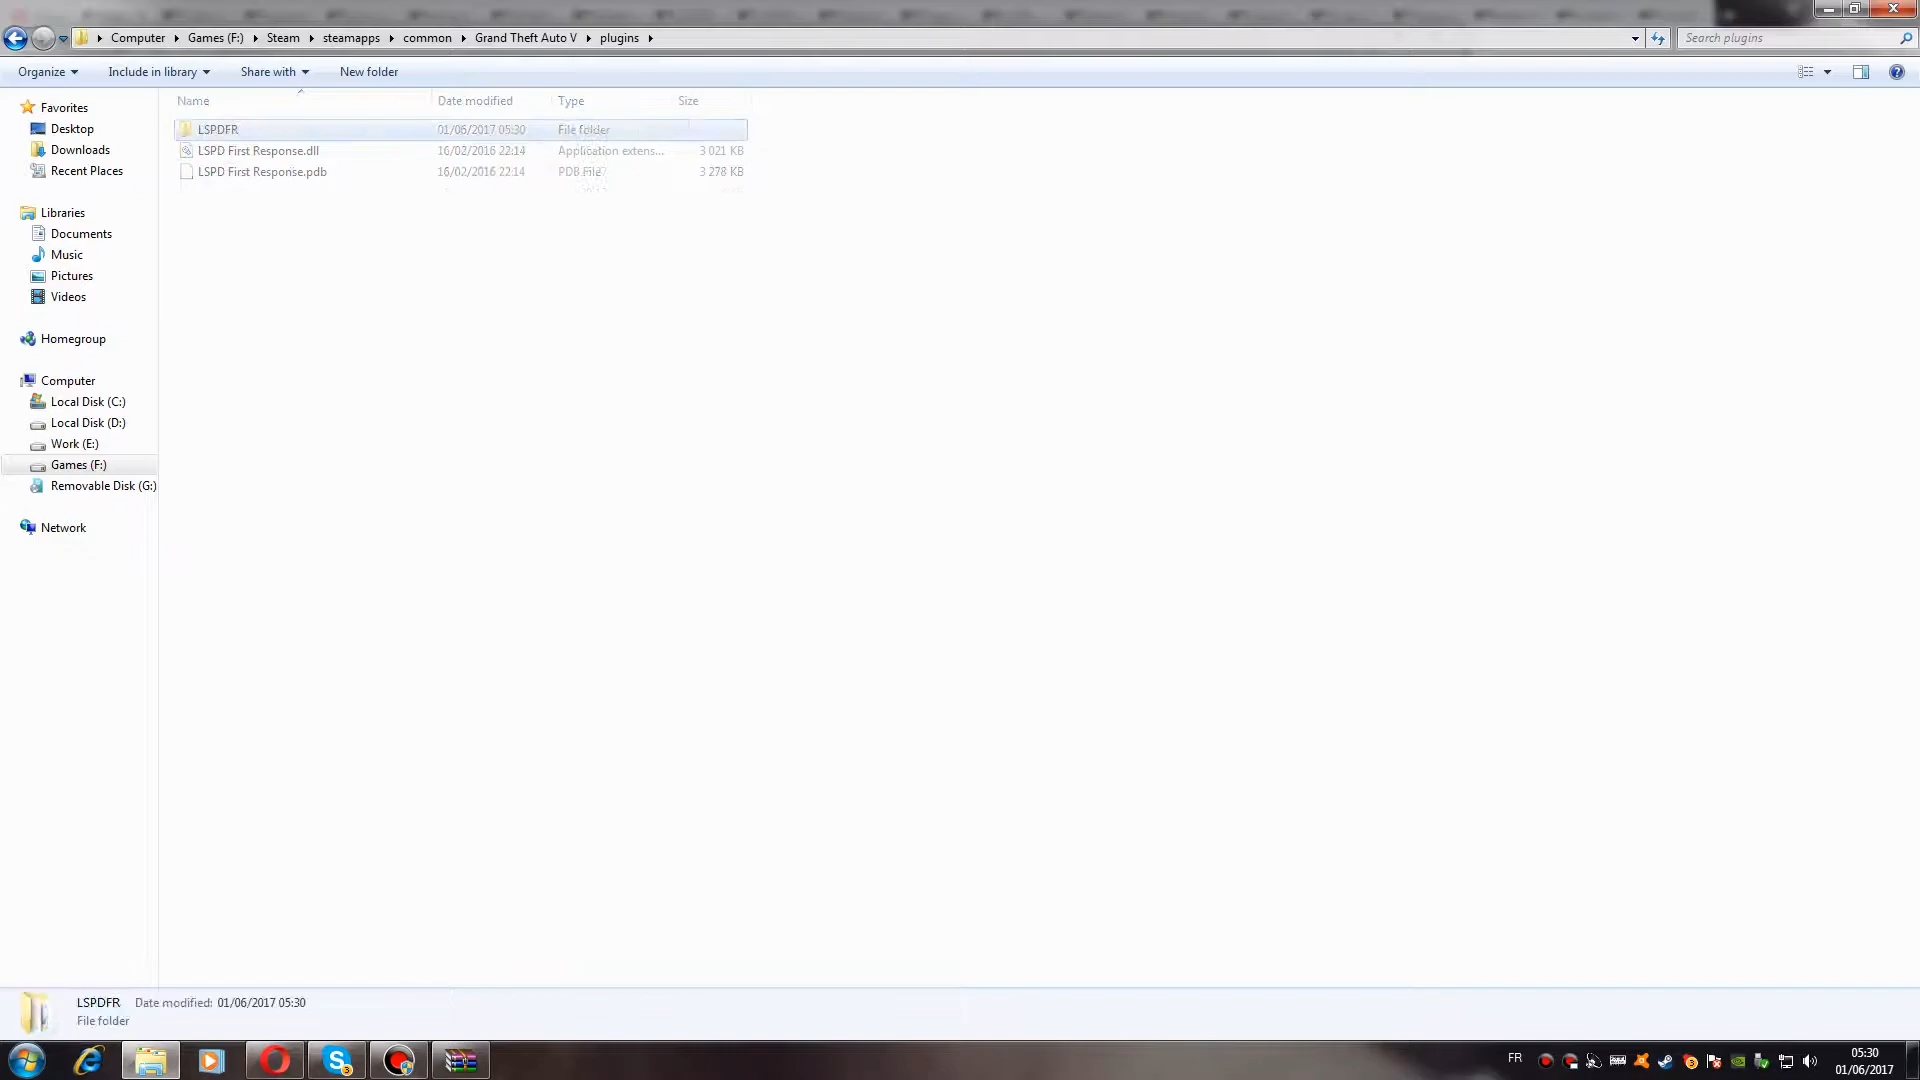 Computer Games (F:) Steam steamapps common Grand Theft Auto V plugins Search plugins
Organize Include in library Share with New folder
Name Date modified Type Size
LSPDFR 01/06/2017 05:30 File folder
LSPD First Response.dll 16/02/2016 22:14 Application extens... 3 021 KB
LSPD First Response.pdb 16/02/2016 22:14 PDB File 3 278 KB
Favorites
Desktop
Downloads
Recent Places
Libraries
Documents
Music
Pictures
Videos
Homegroup
Computer
Local Disk (C:)
Local Disk (D:)
Work (E:)
Games (F:)
Removable Disk (G:)
Network
LSPDFR Date modified: 01/06/2017 05:30
File folder
3
FR
05:30
01/06/2017